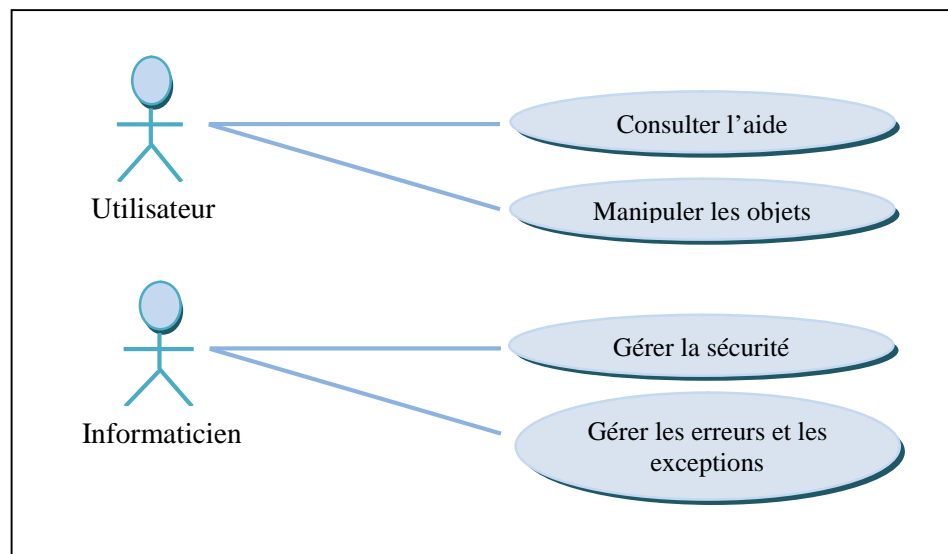 Consulter l’aide
Manipuler les objets
Utilisateur
Gérer la sécurité
Gérer les erreurs et les
exceptions
Informaticien